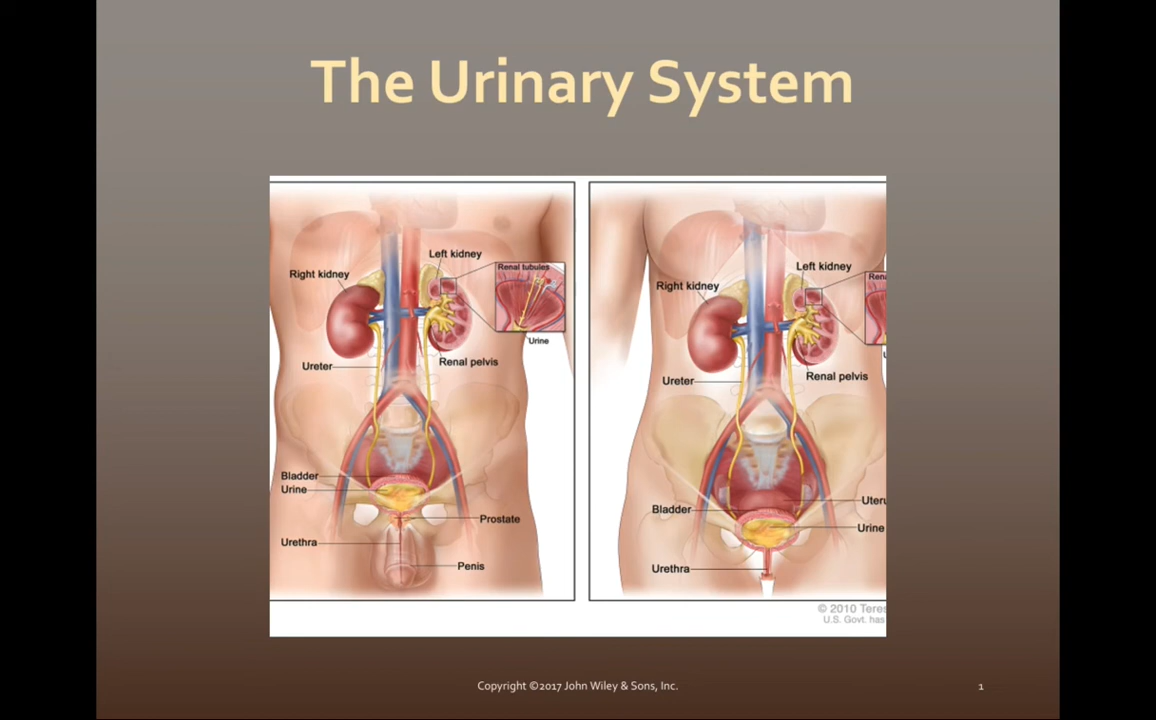 The Urinary System
Left kidney
Right kidney
Renal tubules
Urine
Renal pelvis
Ureter
Bladder
Urine
Prostate
Urethra
Penis
Left kidney
Right kidney
Renal pelvis
Ureter
Bladder
Urine
Urethra
© 2010
U.S. Govt. has
Copyright ©2017 John Wiley & Sons, Inc.
1